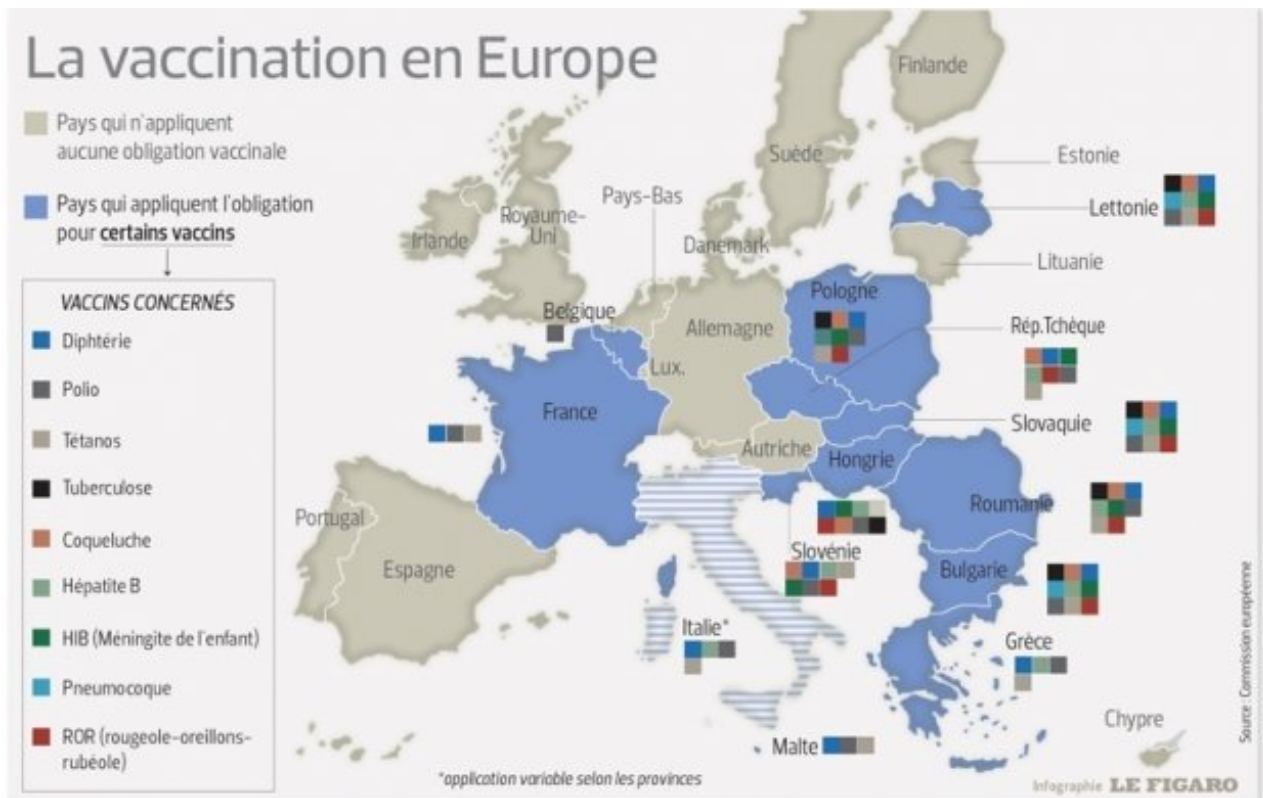 La vaccination en Europe
Pays qui n'appliquent
aucune obligation vaccinale
Pays qui appliquent l'obligation
pour certains vaccins
VACCINS CONCERNÉS
Diphtérie
Polio
Tétanos
Tuberculose
Coqueluche
Hépatite B
HIB (Méningite de l'enfant)
Pneumocoque
ROR (rougeole-oreillons-
rubéole)
Finlande
Suède
Estonie
Lettonie
Lituanie
Pays-Bas
Royaume-
Uni
Irlande
Danemark
Belgique
Allemagne
Pologne
Rép.Tchèque
Lux.
France
Slovaquie
Autriche
Hongrie
Roumanie
Portugal
Espagne
Slovénie
Bulgarie
Italie*
Grèce
Malte
Chypre
*application variable selon les provinces
Source : Commission européenne
Infographie LE FIGARO